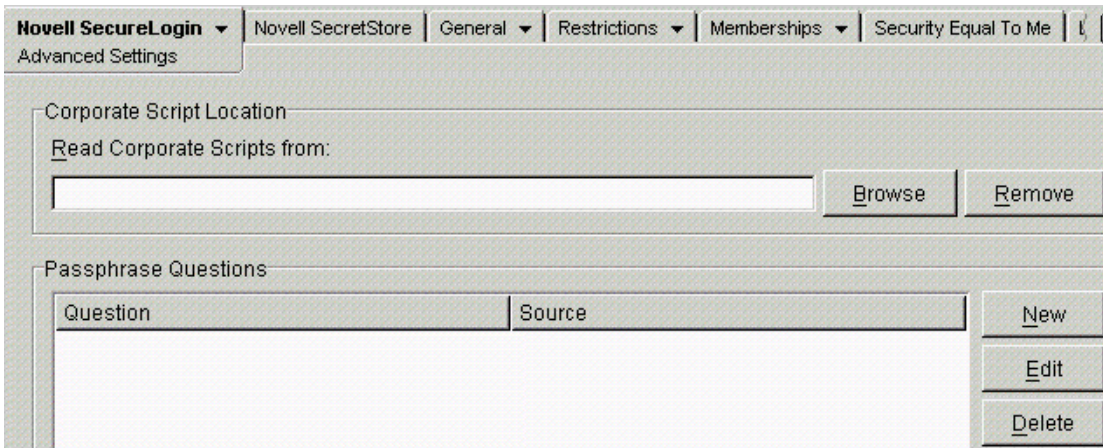 Novell SecureLogin Novell SecretStore General Restrictions Memberships Security Equal To Me
Advanced Settings
Corporate Script Location
Read Corporate Scripts from:
Browse Remove
Passphrase Questions
Question Source
New
Edit
Delete